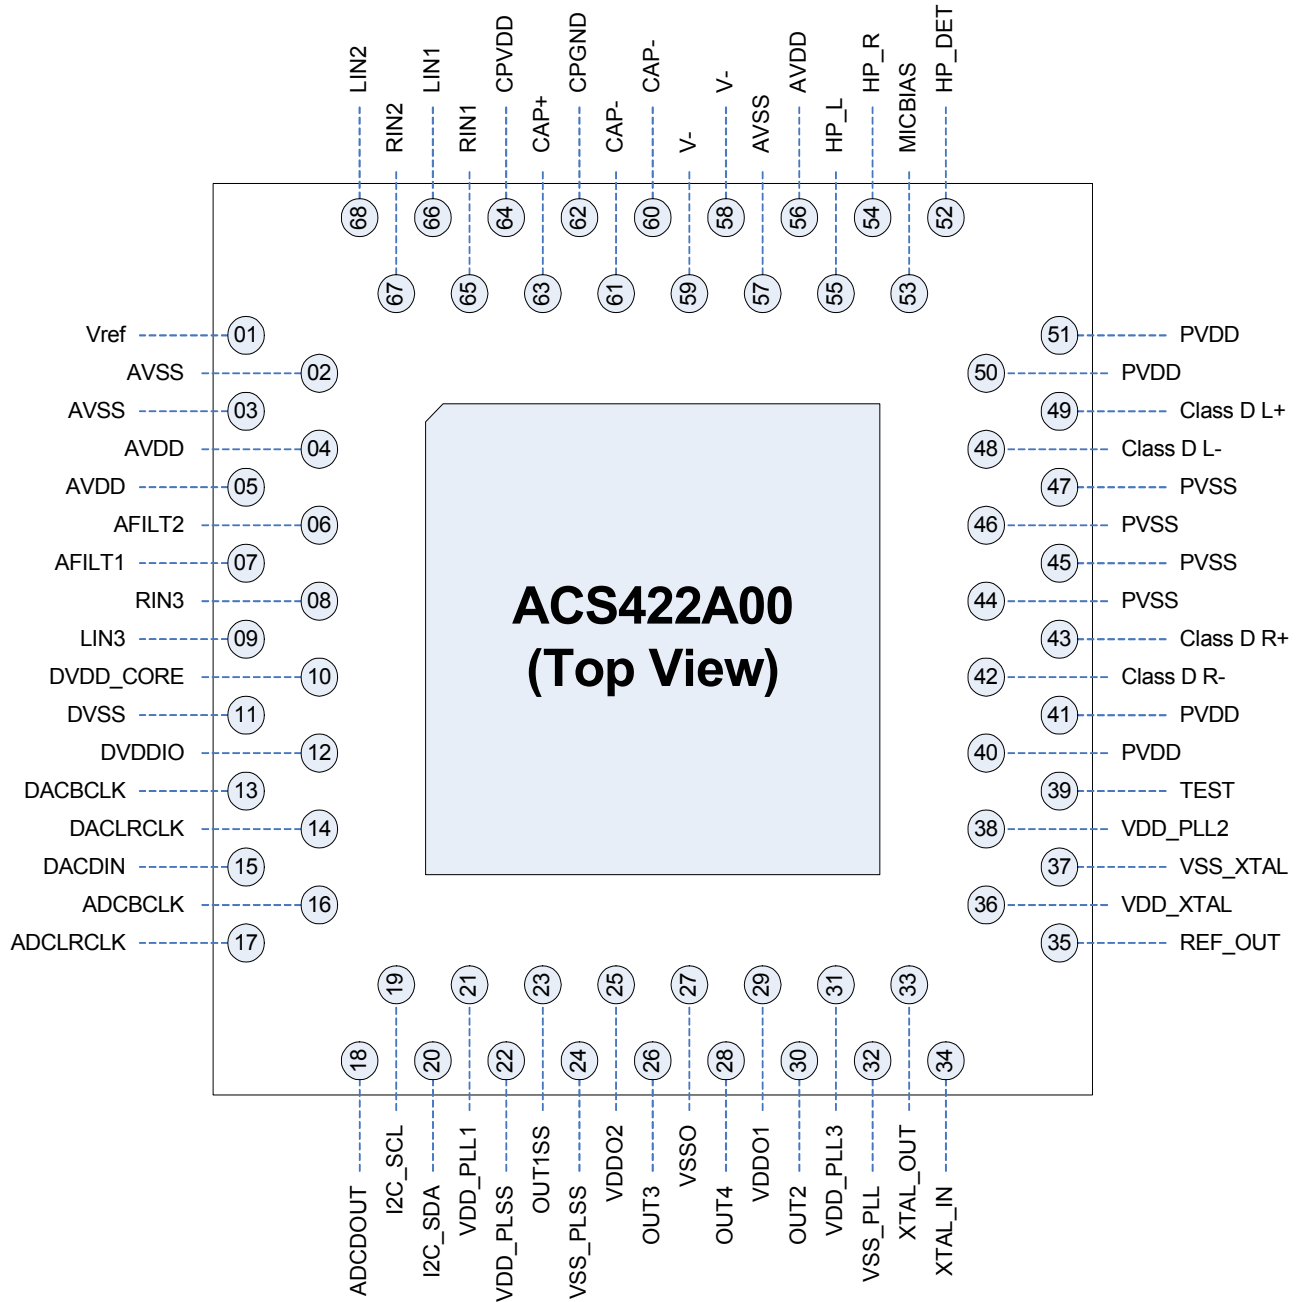 LIN2
RIN2
LIN1
RIN1
CPVDD
CAP+
CPGND
CAP-
CAP-
V-
V-
AVSS
AVDD
HP_L
HP_R
MICBIAS
HP_DET
68
67
66
65
64
63
62
61
60
59
58
57
56
55
54
53
52
Vref 01
AVSS 02
AVSS 03
AVDD 04
AVDD 05
AFILT2 06
AFILT1 07
RIN3 08
LIN3 09
DVDD_CORE 10
DVSS 11
DVDDIO 12
DACBCLK 13
DACLRCLK 14
DACDIN 15
ADCBCLK 16
ADCLRCLK 17
ACS422A00
(Top View)
51 PVDD
50 PVDD
49 Class D L+
48 Class D L-
47 PVSS
46 PVSS
45 PVSS
44 PVSS
43 Class D R+
42 Class D R-
41 PVDD
40 PVDD
39 TEST
38 VDD_PLL2
37 VSS_XTAL
36 VDD_XTAL
35 REF_OUT
18
19
20
21
22
23
24
25
26
27
28
29
30
31
32
33
34
ADCDOUT
I2C_SCL
I2C_SDA
VDD_PLL1
VDD_PLSS
OUT1SS
VSS_PLSS
VDDO2
OUT3
VSSO
OUT4
VDDO1
OUT2
VDD_PLL3
VSS_PLL
XTAL_OUT
XTAL_IN